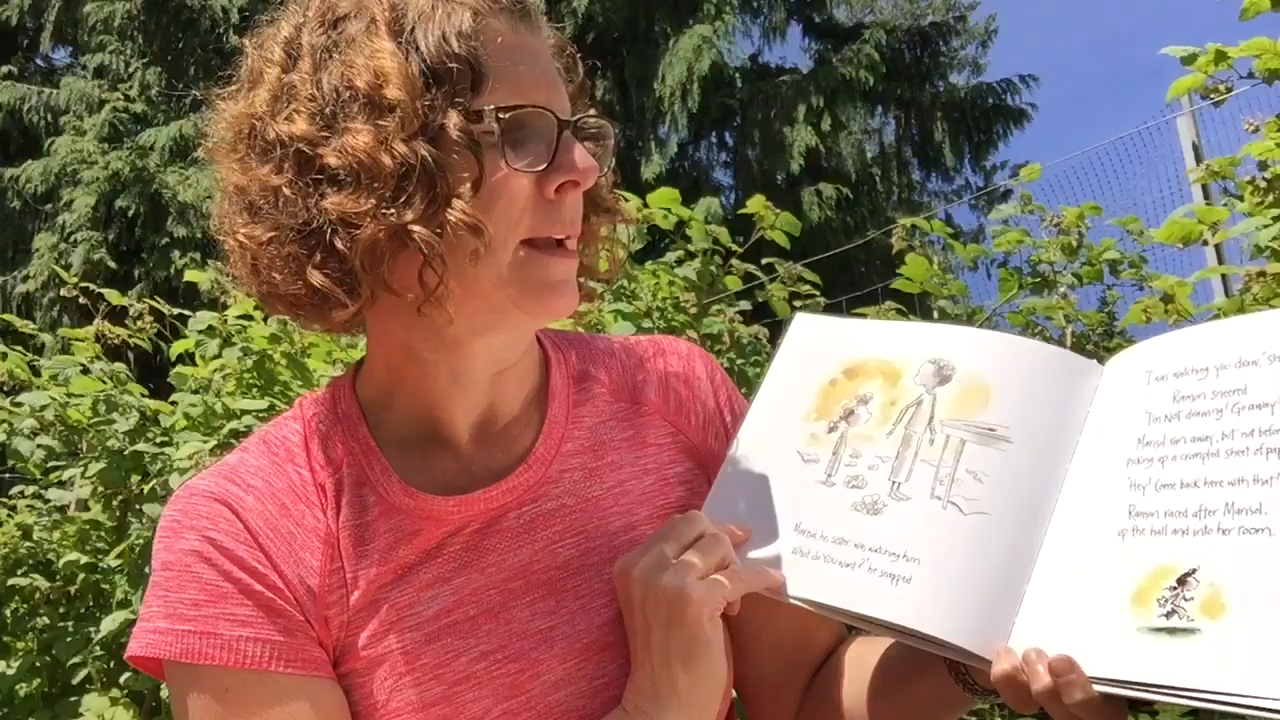 Marisol, his sister, was watching him.
"What do YOU want?" he snapped.
"I was watching you draw," sh
Ramon sneered
"I'm NOT drawing! Go away
Marisol ran away, but not befor
picking up a crumpled sheet of pap
"Hey! Come back here with that!
Ramon raced after Marisol,
up the hall and into her room